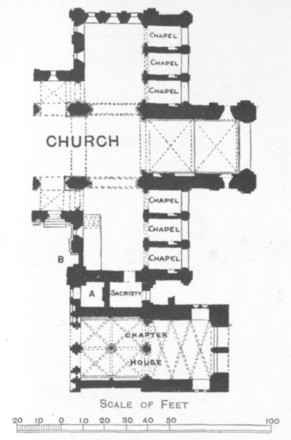 CHAPEL
CHAPEL
CHAPEL
CHURCH
CHAPEL
CHAPEL
CHAPEL
B
A
SACRISTY
CHAPTER
HOUSE
SCALE OF FEET
20 10 0 10 20 30 40 50 100